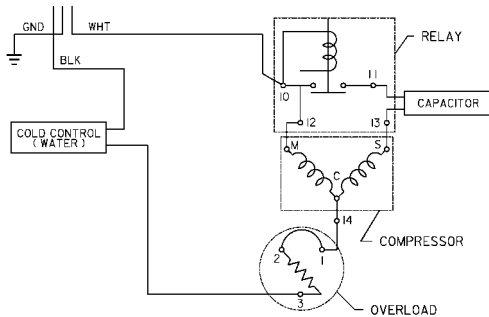 GND
WHT
BLK
RELAY
10
11
CAPACITOR
12
13
COLD CONTROL
(WATER)
M
S
C
14
COMPRESSOR
2
1
3
OVERLOAD